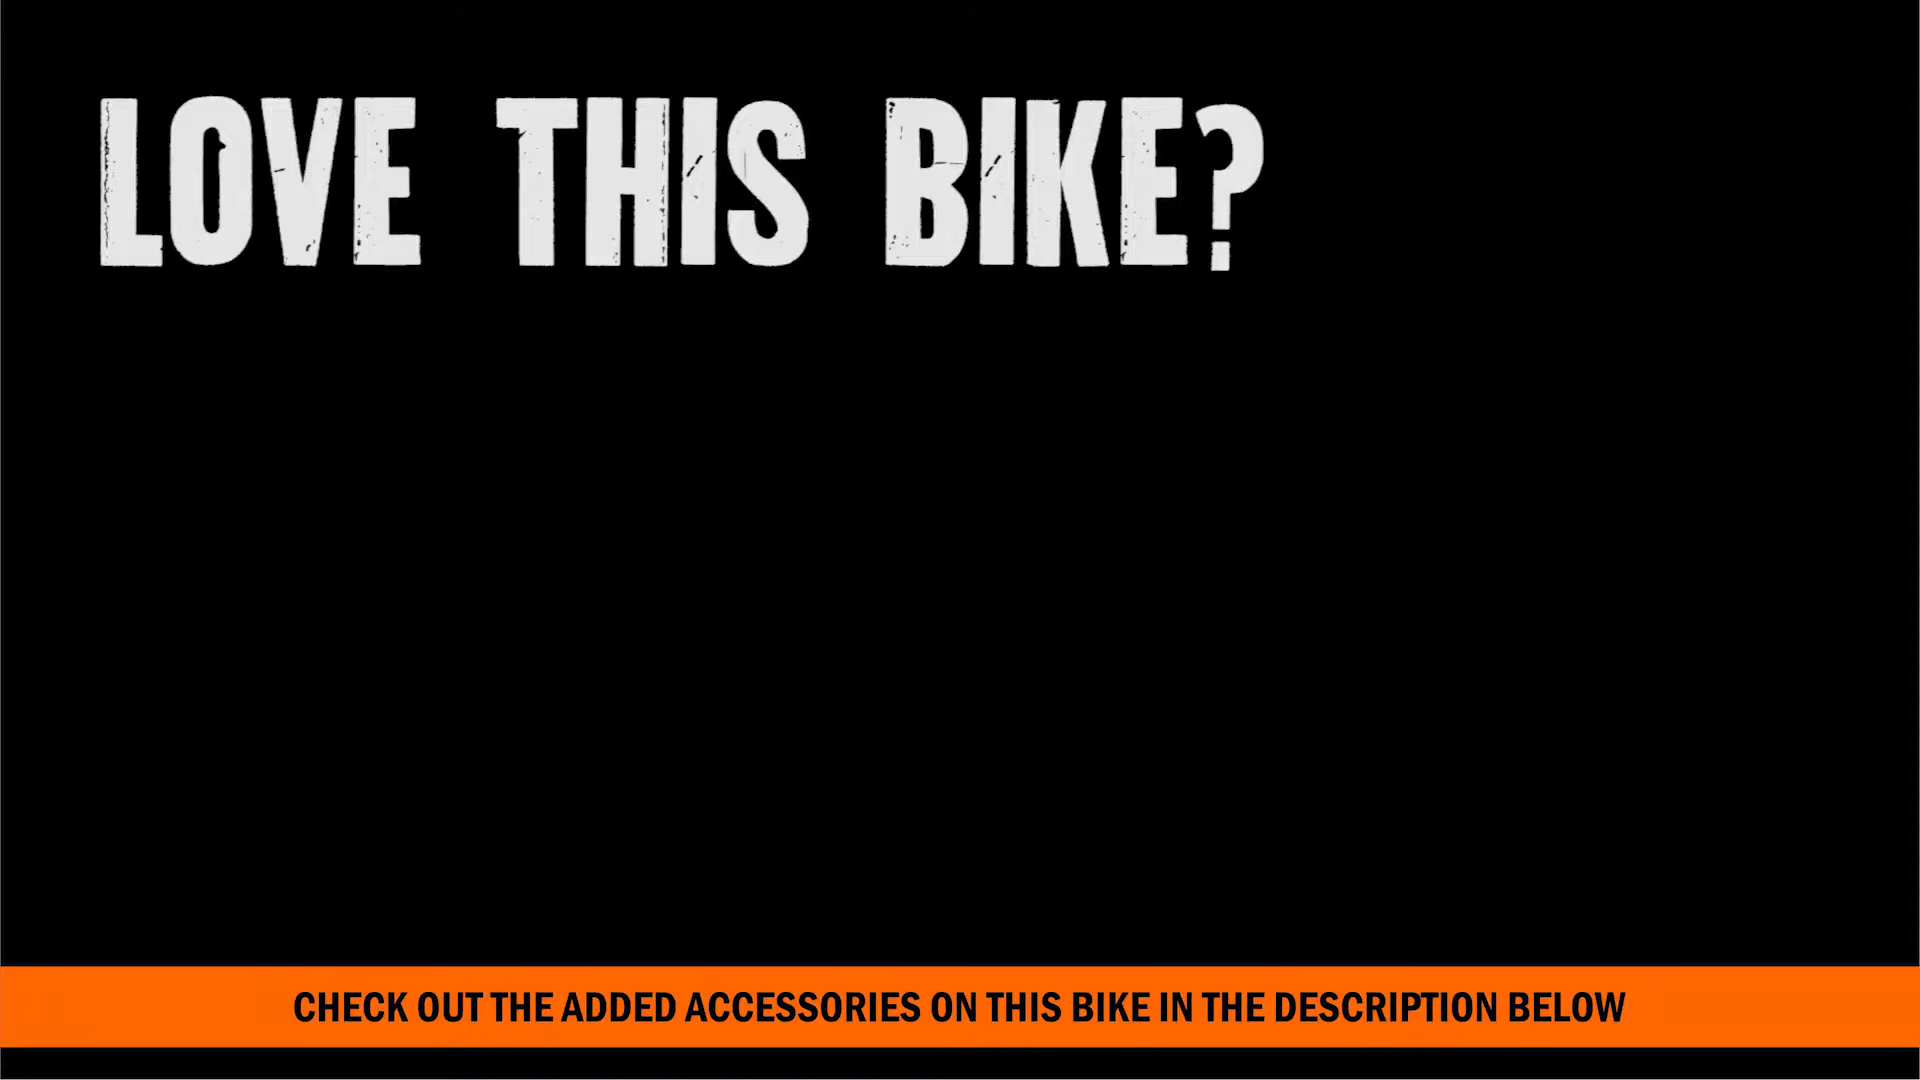 LOVE THIS BIKE?
CHECK OUT THE ADDED ACCESSORIES ON THIS BIKE IN THE DESCRIPTION BELOW